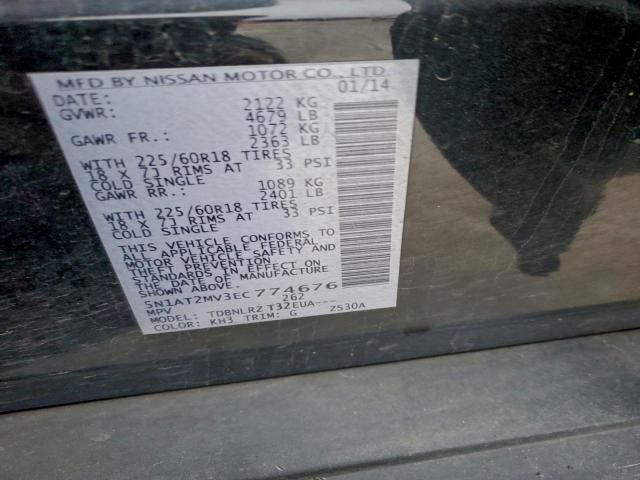 MFD BY NISSAN MOTOR CO., LTD.
DATE: 01/14
GVWR: 2122 KG
4679 LB
GAWR FR.: 1072 KG
2363 LB
WITH 225/60R18 TIRES
18 X 7J RIMS AT 33 PSI
COLD SINGLE
GAWR RR.: 1089 KG
2401 LB
WITH 225/60R18 TIRES
18 X 7J RIMS AT 33 PSI
COLD SINGLE
THIS VEHICLE CONFORMS TO
ALL APPLICABLE FEDERAL
MOTOR VEHICLE SAFETY AND
THEFT PREVENTION
STANDARDS IN EFFECT ON
THE DATE OF MANUFACTURE
SHOWN ABOVE.
5N1AT2MV3EC774676
MPV 262
MODEL: TDBNLRZ T32EUA---
COLOR: KH3 TRIM: G Z530A